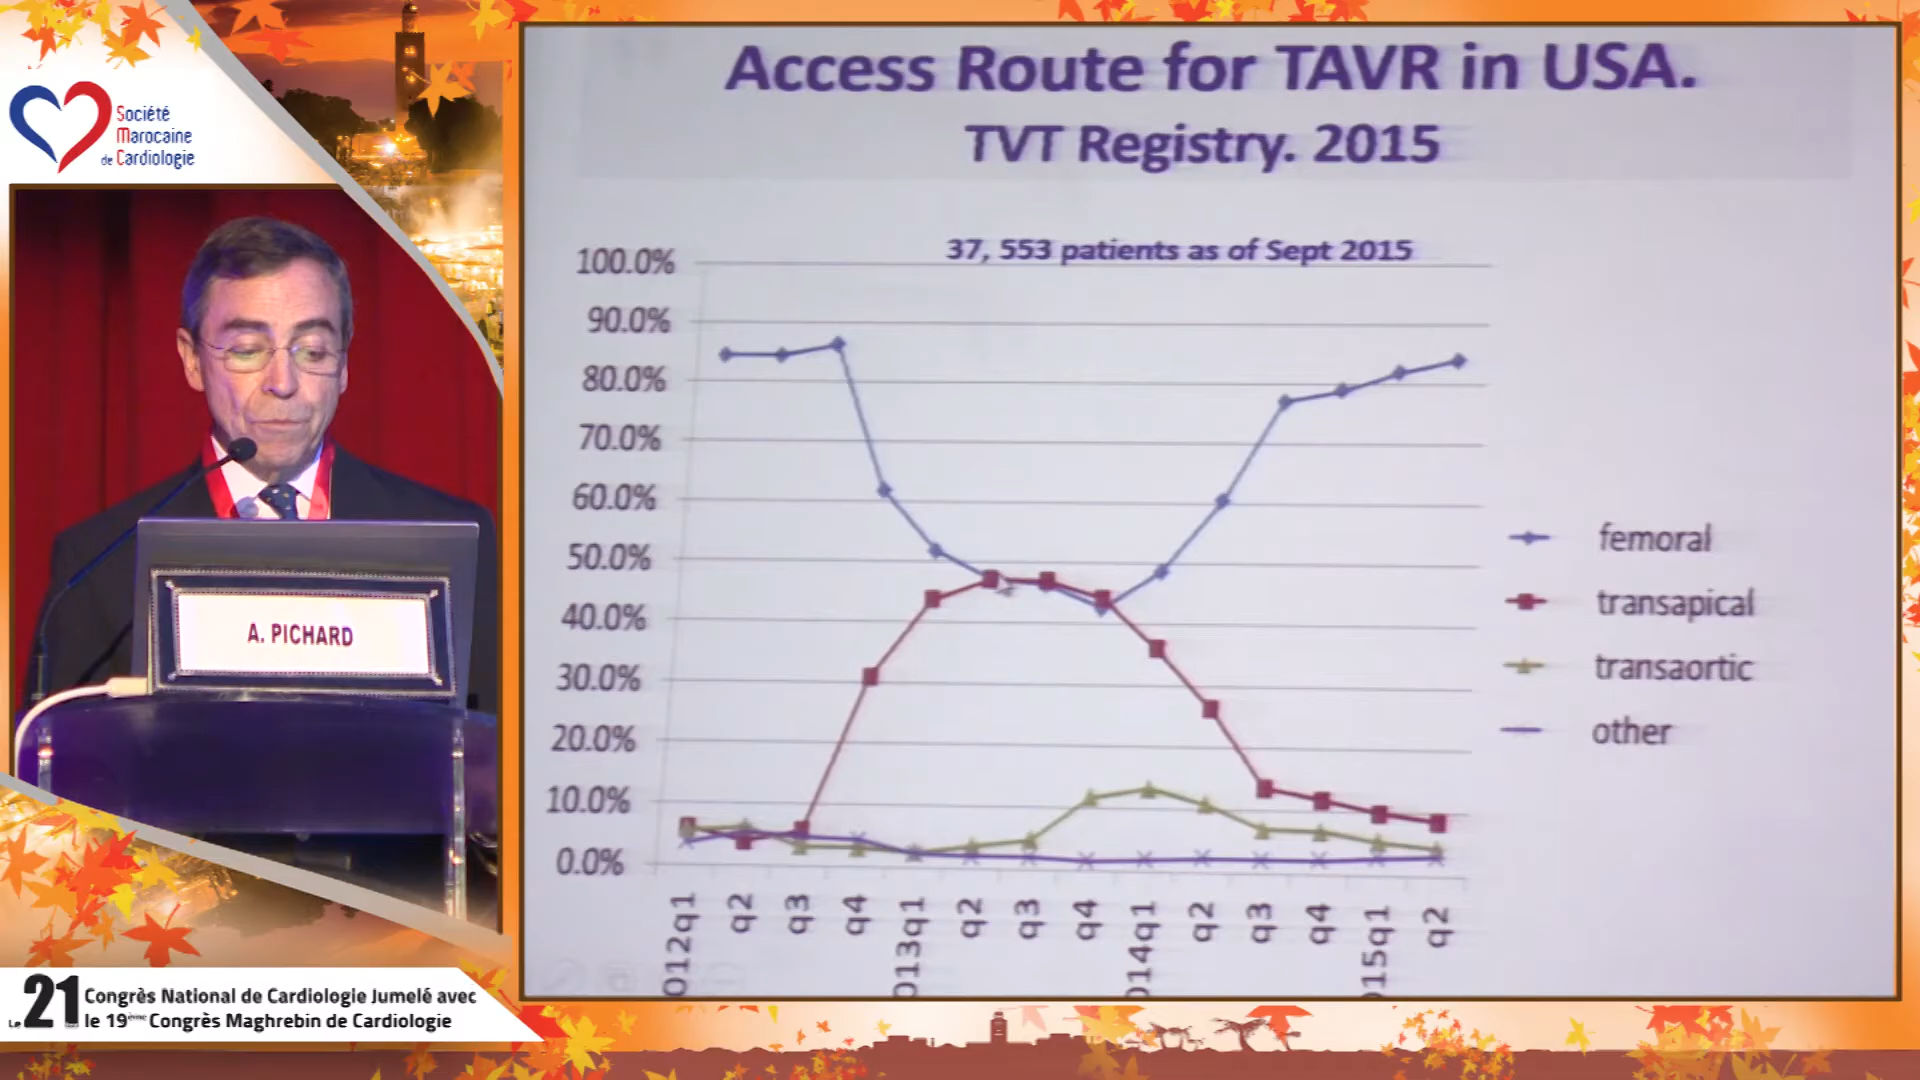 Société
Marocaine
de Cardiologie
A. PICHARD
Le 21
Congrès National de Cardiologie Jumelé avec
le 19ème Congrès Maghrebin de Cardiologie
Access Route for TAVR in USA.
TVT Registry. 2015
37, 553 patients as of Sept 2015
100.0%
90.0%
80.0%
70.0%
60.0%
50.0%
40.0%
30.0%
20.0%
10.0%
0.0%
012q1
q2
q3
q4
013q1
q2
q3
q4
014q1
q2
q3
q4
015q1
q2
femoral
transapical
transaortic
other